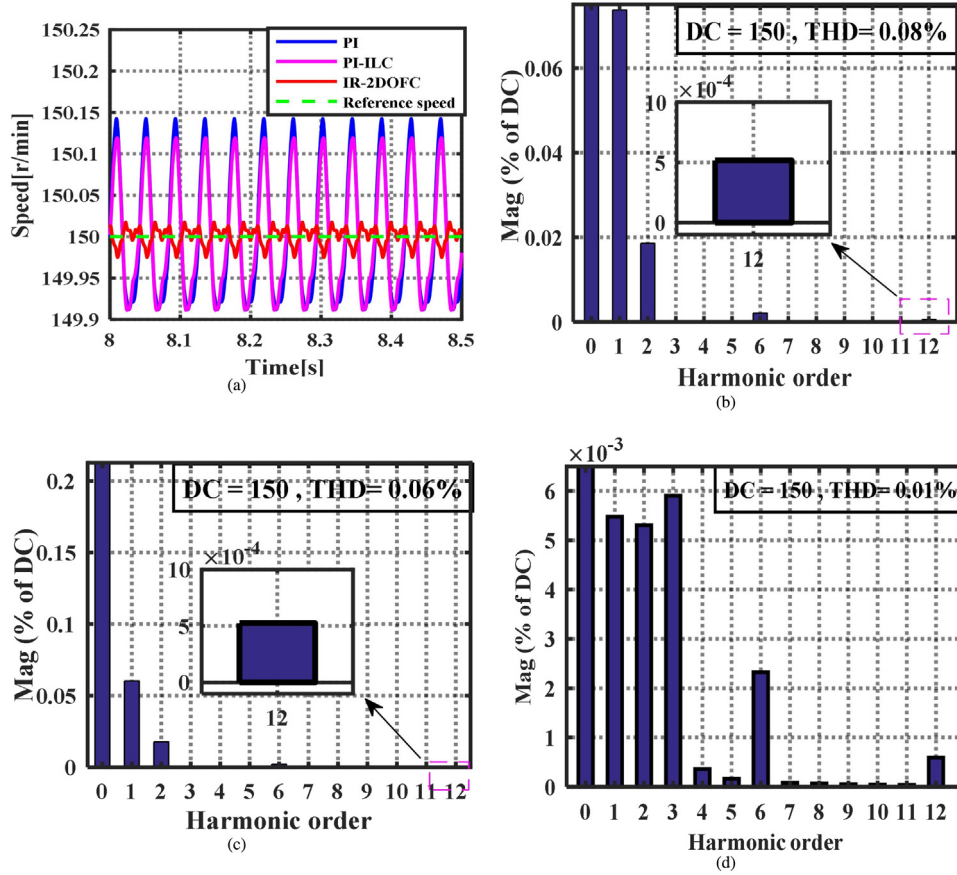 150.25
150.2
150.15
150.1
150.05
150
149.95
149.9
Speed[r/min]
PI
PI-ILC
IR-2DOFC
Reference speed
8
8.1
8.2
8.3
8.4
8.5
Time[s]
(a)
DC = 150 , THD= 0.08%
0.06
0.04
0.02
0
Mag (% of DC)
×10⁻⁴
10
5
0
12
0 1 2 3 4 5 6 7 8 9 10 11 12
Harmonic order
(b)
DC = 150 , THD= 0.06%
0.2
0.15
0.1
0.05
0
Mag (% of DC)
×10⁻⁴
10
5
0
12
0 1 2 3 4 5 6 7 8 9 10 11 12
Harmonic order
(c)
×10⁻³
DC = 150 , THD= 0.01%
6
5
4
3
2
1
0
Mag (% of DC)
0 1 2 3 4 5 6 7 8 9 10 11 12
Harmonic order
(d)